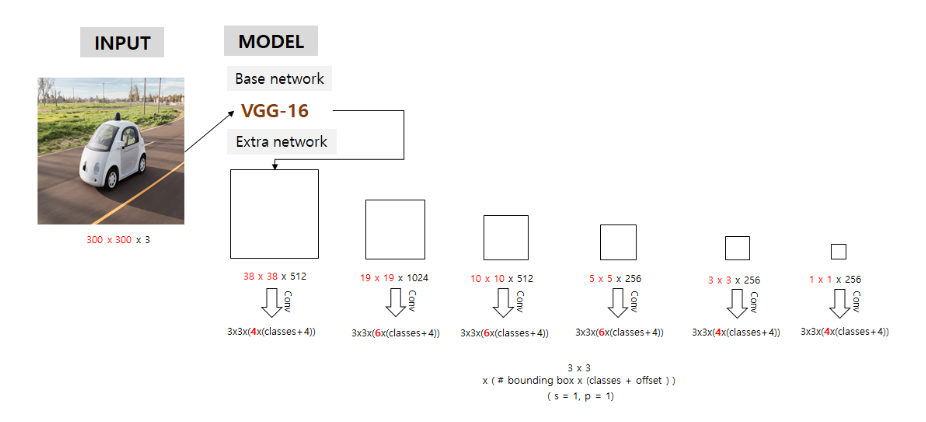 INPUT
MODEL
Base network
VGG-16
Extra network
300 x 300 x 3
38 x 38 x 512
19 x 19 x 1024
10 x 10 x 512
5 x 5 x 256
3 x 3 x 256
1 x 1 x 256
Conv
Conv
Conv
Conv
Conv
Conv
3x3x(4x(classes+4))
3x3x(6x(classes+4))
3x3x(6x(classes+4))
3x3x(6x(classes+4))
3x3x(4x(classes+4))
3x3x(4x(classes+4))
3 x 3
x ( # bounding box x (classes + offset ) )
( s = 1, p = 1)